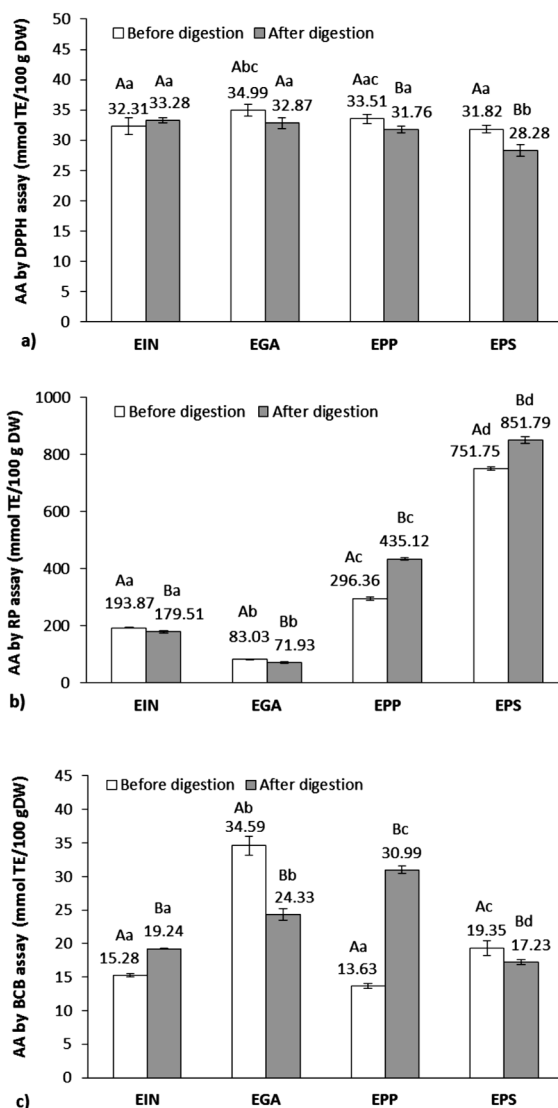 AA by DPPH assay (mmol TE/100 g DW)
50
45
40
35
30
25
20
15
10
5
0
Before digestion After digestion
Aa Aa Abc Aa Aac Ba Aa Bb
32.31 33.28 34.99 32.87 33.51 31.76 31.82 28.28
a) EIN EGA EPP EPS
AA by RP assay (mmol TE/100 g DW)
1000
800
600
400
200
0
Before digestion After digestion
Aa Ba Ab Bb Ac Bc Ad Bd
193.87 179.51 83.03 71.93 296.36 435.12 751.75 851.79
b) EIN EGA EPP EPS
AA by BCB assay (mmol TE/100 gDW)
45
40
35
30
25
20
15
10
5
0
Before digestion After digestion
Aa Ba Ab Bb Aa Bc Ac Bd
15.28 19.24 34.59 24.33 13.63 30.99 19.35 17.23
c) EIN EGA EPP EPS